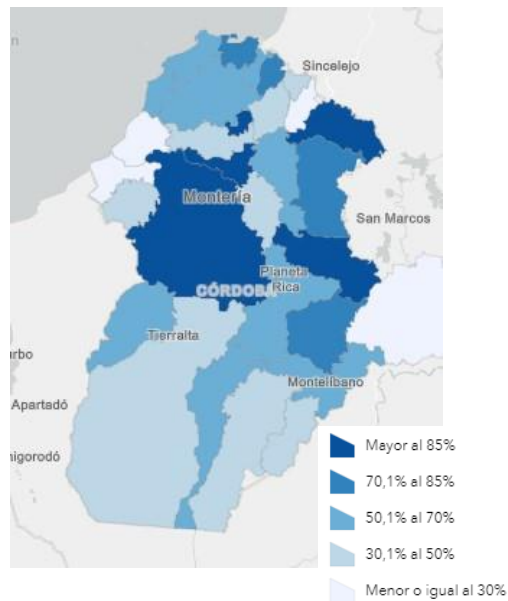 Sincelejo
Montería
San Marcos
Planeta
Rica
CÓRDOBA
Tierralta
Montelíbano
Apartadó
Mayor al 85%
70,1% al 85%
50,1% al 70%
30,1% al 50%
Menor o igual al 30%